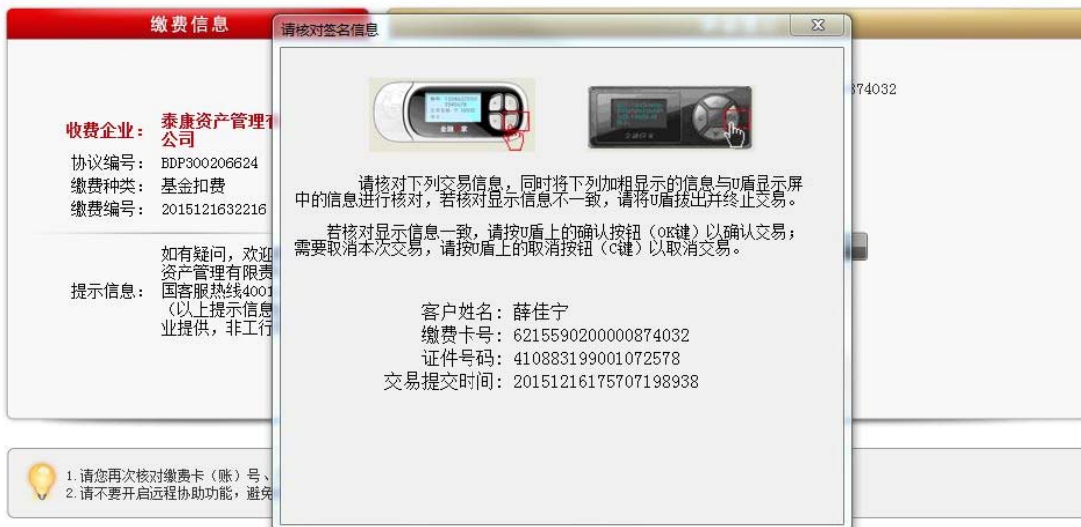 缴费信息
请核对签名信息
874032
收费企业: 泰康资产管理有
公司
协议编号: BDP300206624
缴费种类: 基金扣费
缴费编号: 2015121632216
请核对下列交易信息，同时将下列加粗显示的信息与U盾显示屏
中的信息进行核对，若核对显示信息不一致，请将U盾拔出并终止交易。
若核对显示信息一致，请按U盾上的确认按钮（OK键）以确认交易；
需要取消本次交易，请按U盾上的取消按钮（C键）以取消交易。
如有疑问，欢迎
资产管理有限责
提示信息: 国客服热线4001
（以上提示信息
业提供，非工行
客户姓名: 薛佳宁
缴费卡号: 6215590200000874032
证件号码: 410883199001072578
交易提交时间: 20151216175707198938
1.请您再次核对缴费卡（账）号、
2.请不要开启远程协助功能，避免